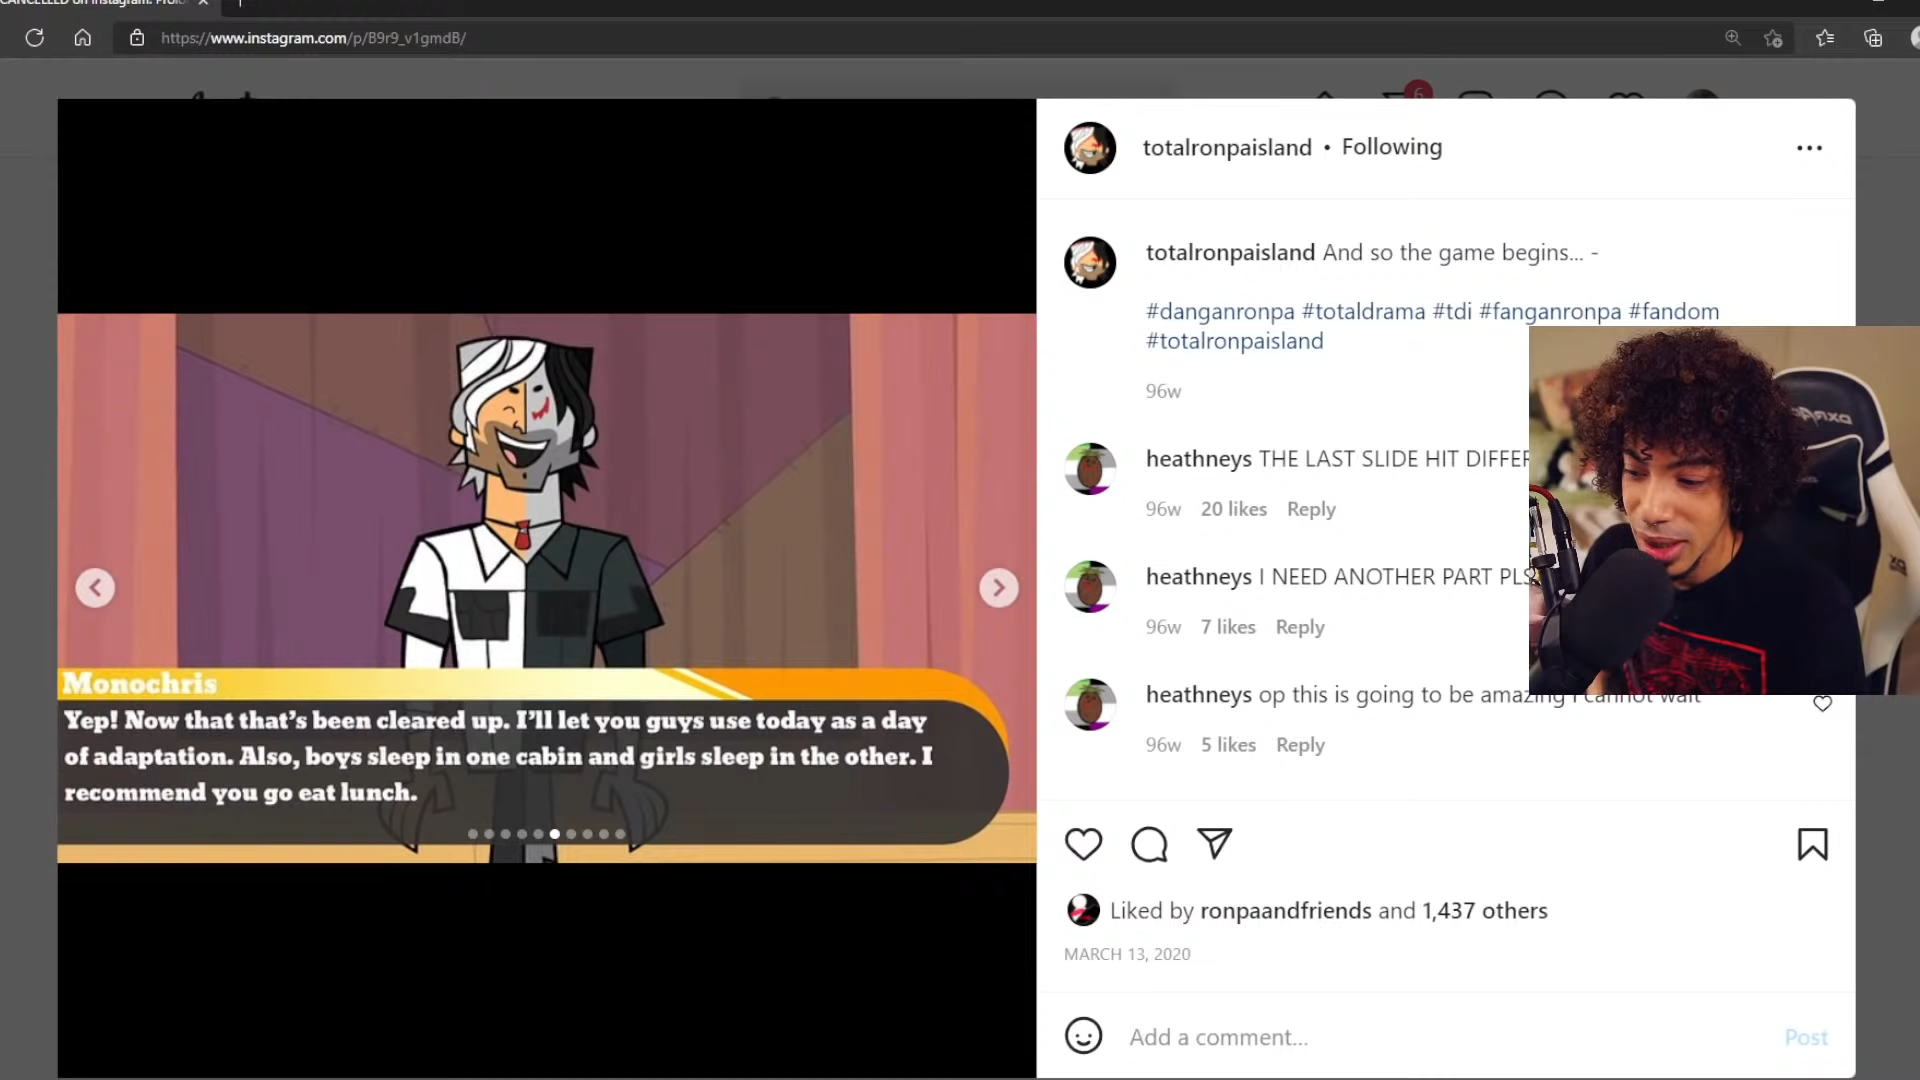 CANCELLED on Instagram: Prolo
https://www.instagram.com/p/B9r9_v1gmdB/
6
totalronpaisland • Following
totalronpaisland And so the game begins... -
#danganronpa #totaldrama #tdi #fanganronpa #fandom
#totalronpaisland
96w
heathneys THE LAST SLIDE HIT DIFFER
96w 20 likes Reply
heathneys I NEED ANOTHER PART PLS
96w 7 likes Reply
heathneys op this is going to be amazing I cannot wait
96w 5 likes Reply
Monochris
Yep! Now that that's been cleared up. I'll let you guys use today as a day
of adaptation. Also, boys sleep in one cabin and girls sleep in the other. I
recommend you go eat lunch.
Liked by ronpaandfriends and 1,437 others
MARCH 13, 2020
Add a comment...
Post